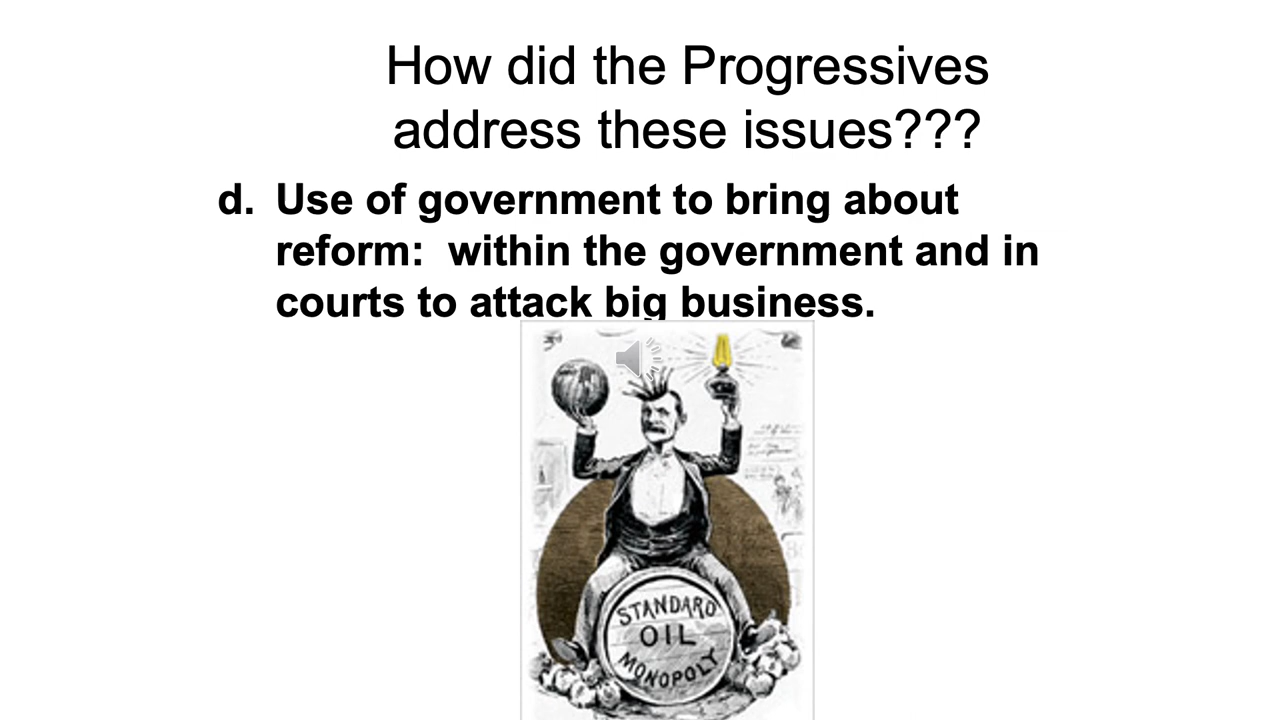 How did the Progressives
address these issues???
d. Use of government to bring about
reform:  within the government and in
courts to attack big business.
STANDARD
OIL
MONOPOLY